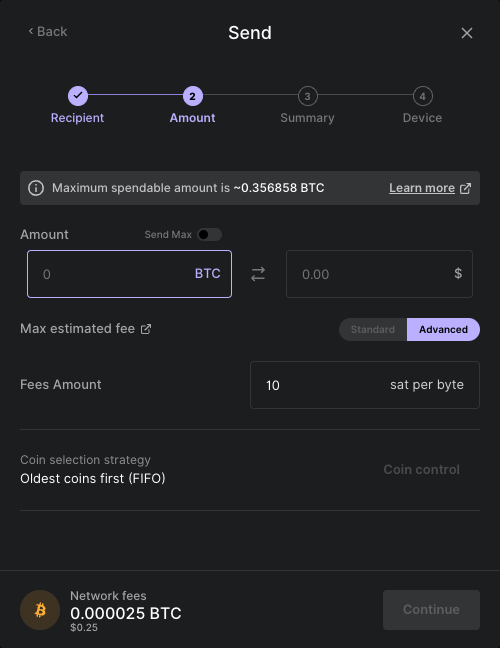 Back
Send
2
3
4
Recipient
Amount
Summary
Device
Maximum spendable amount is ~0.356858 BTC
Learn more
Amount
Send Max
0
BTC
0.00
$
Max estimated fee
Standard
Advanced
Fees Amount
10
sat per byte
Coin selection strategy
Oldest coins first (FIFO)
Coin control
Network fees
0.000025 BTC
$0.25
Continue